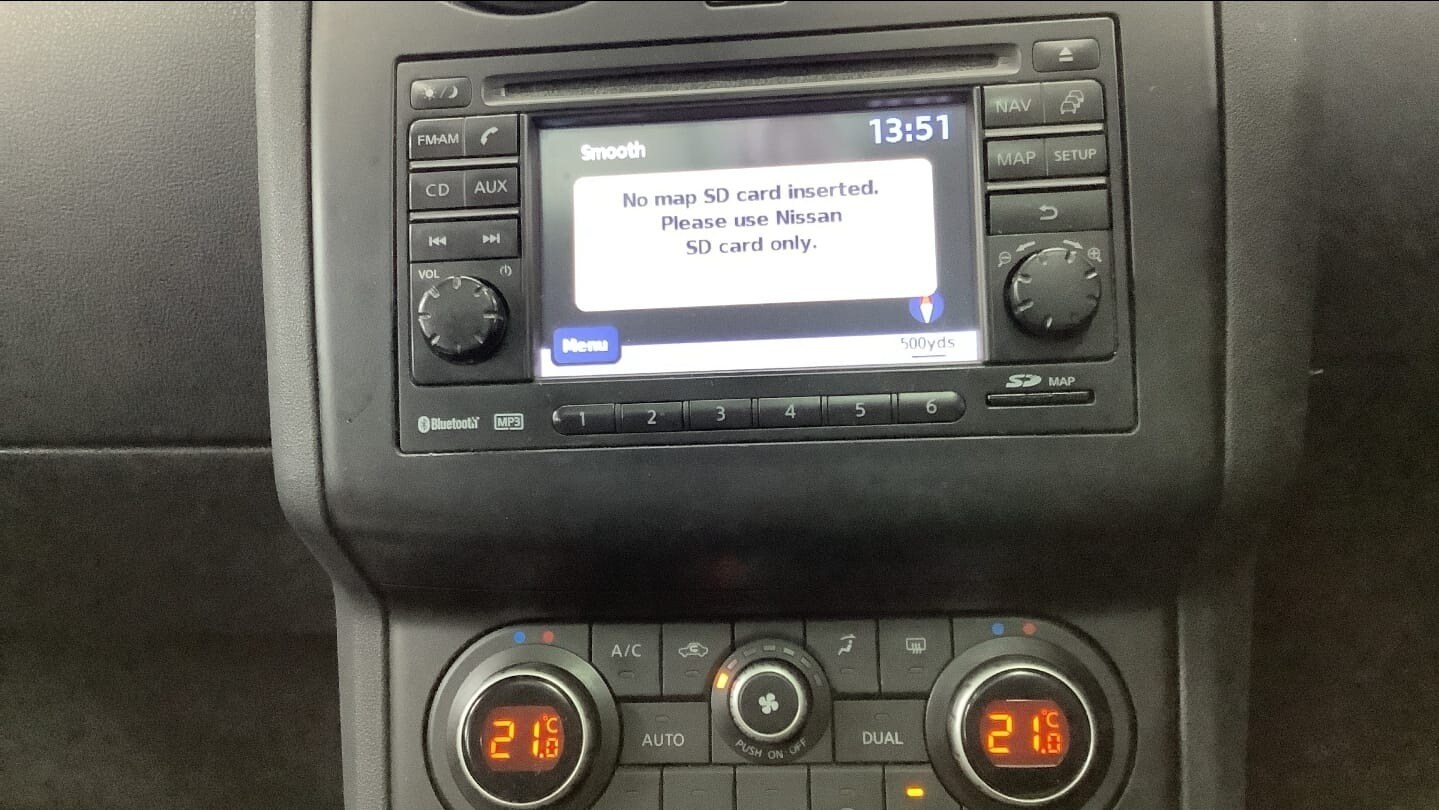 NAV
FM·AM
MAP SETUP
CD AUX
VOL
Smooth 13:51
No map SD card inserted.
Please use Nissan
SD card only.
Menu 500yds
Bluetooth MP3
1 2 3 4 5 6
SD MAP
A/C
21.0°C
AUTO
PUSH ON OFF
DUAL
21.0°C